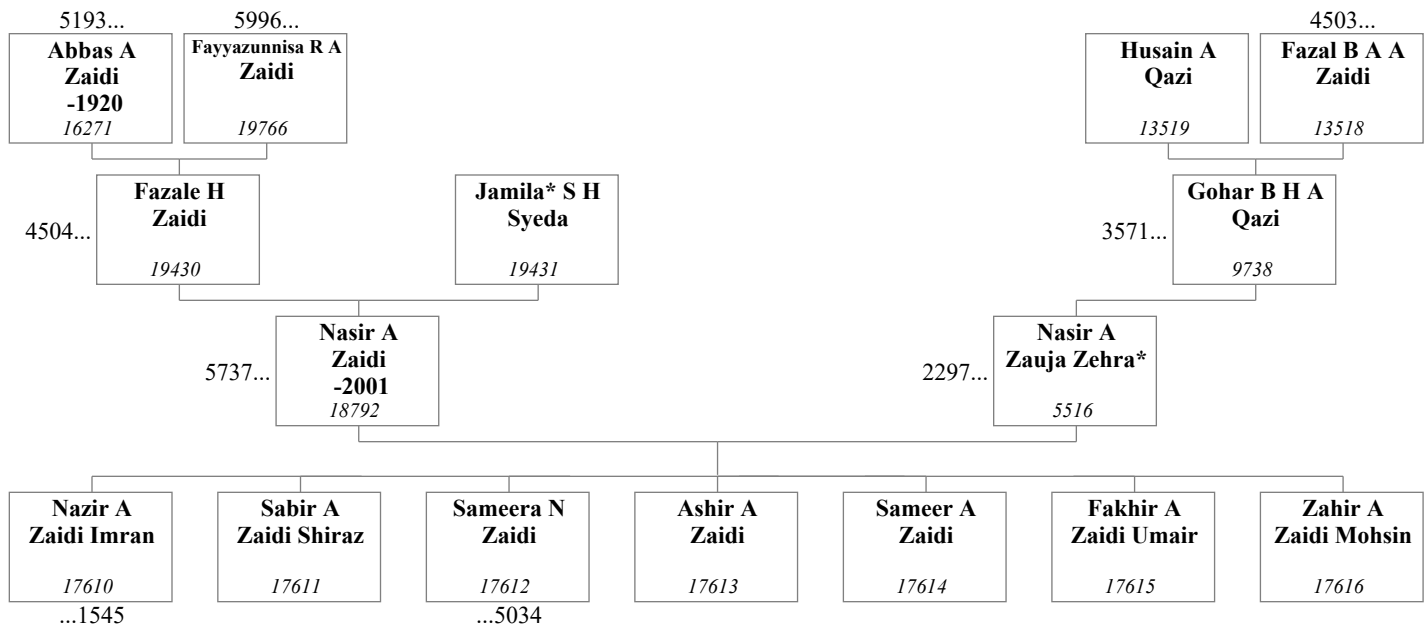 5193...
5996...
4503...
Abbas A
Zaidi
-1920
16271
Fayyazunnisa R A
Zaidi
19766
Husain A
Qazi
13519
Fazal B A A
Zaidi
13518
4504...
Fazale H
Zaidi
19430
Jamila* S H
Syeda
19431
3571...
Gohar B H A
Qazi
9738
5737...
Nasir A
Zaidi
-2001
18792
2297...
Nasir A
Zauja Zehra*
5516
Nazir A
Zaidi Imran
17610
...1545
Sabir A
Zaidi Shiraz
17611
Sameera N
Zaidi
17612
...5034
Ashir A
Zaidi
17613
Sameer A
Zaidi
17614
Fakhir A
Zaidi Umair
17615
Zahir A
Zaidi Mohsin
17616